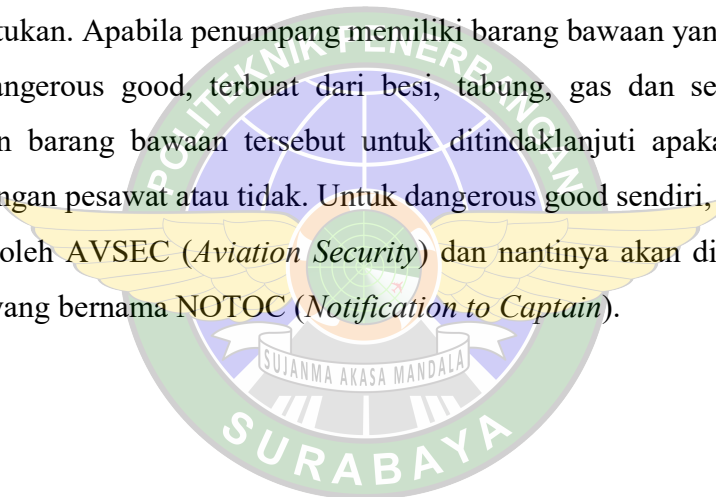 tukan. Apabila penumpang memiliki barang bawaan yan
angerous good, terbuat dari besi, tabung, gas dan se
n barang bawaan tersebut untuk ditindaklanjuti apaka
ngan pesawat atau tidak. Untuk dangerous good sendiri,
oleh AVSEC (Aviation Security) dan nantinya akan di
yang bernama NOTOC (Notification to Captain).
POLITEKNIK PENERBANGAN
SUJANMA AKASA MANDALA
SURABAYA